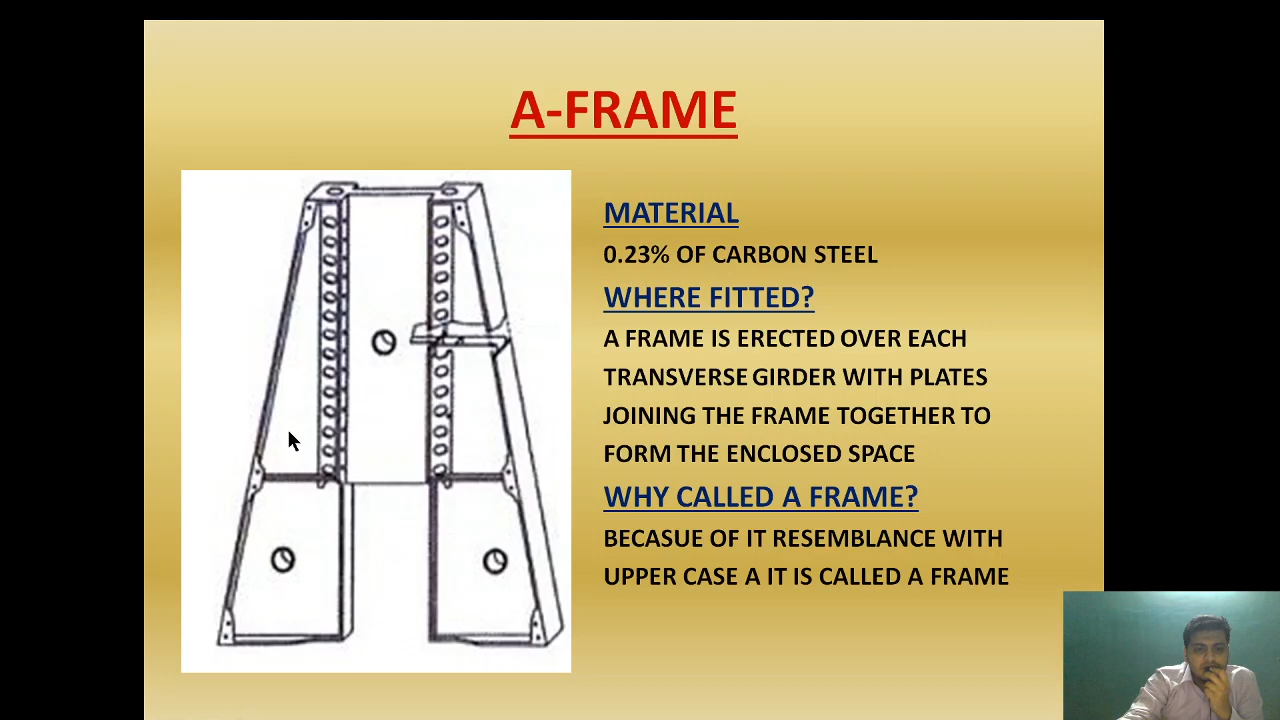 A-FRAME
MATERIAL
0.23% OF CARBON STEEL
WHERE FITTED?
A FRAME IS ERECTED OVER EACH
TRANSVERSE GIRDER WITH PLATES
JOINING THE FRAME TOGETHER TO
FORM THE ENCLOSED SPACE
WHY CALLED A FRAME?
BECASUE OF IT RESEMBLANCE WITH
UPPER CASE A IT IS CALLED A FRAME